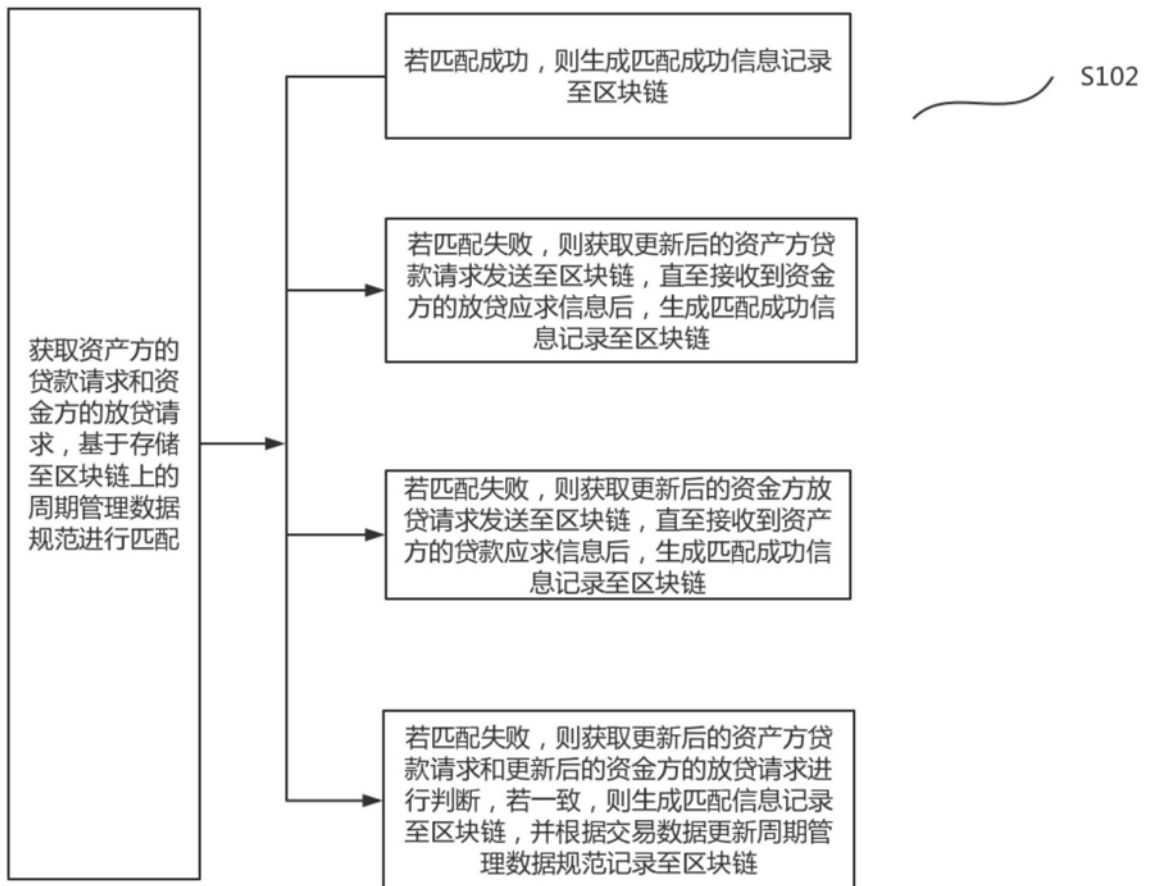 获取资产方的
贷款请求和资
金方的放贷请
求，基于存储
至区块链上的
周期管理数据
规范进行匹配
若匹配成功，则生成匹配成功信息记录
至区块链
S102
若匹配失败，则获取更新后的资产方贷
款请求发送至区块链，直至接收到资金
方的放贷应求信息后，生成匹配成功信
息记录至区块链
若匹配失败，则获取更新后的资金方放
贷请求发送至区块链，直至接收到资产
方的贷款应求信息后，生成匹配成功信
息记录至区块链
若匹配失败，则获取更新后的资产方贷
款请求和更新后的资金方的放贷请求进
行判断，若一致，则生成匹配信息记录
至区块链，并根据交易数据更新周期管
理数据规范记录至区块链